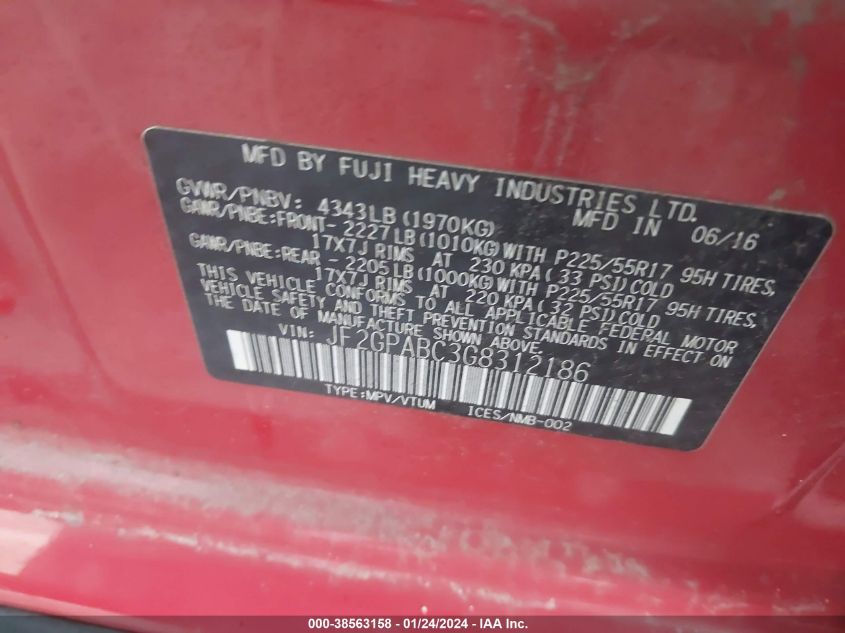 MFD BY FUJI HEAVY INDUSTRIES LTD.
MFD IN 06/16
GVWR/PNBV: 4343LB(1970KG)
GAWR/PNBE:FRONT- 2227LB(1010KG)WITH P225/55R17 95H TIRES,
17X7J RIMS AT 230 KPA( 33 PSI)COLD
GAWR/PNBE:REAR - 2205LB(1000KG)WITH P225/55R17 95H TIRES,
17X7J RIMS AT 220 KPA( 32 PSI)COLD
THIS VEHICLE CONFORMS TO ALL APPLICABLE FEDERAL MOTOR
VEHICLE SAFETY AND THEFT PREVENTION STANDARDS IN EFFECT ON
THE DATE OF MANUFACTURE SHOWN ABOVE.
VIN: JF2GPABC3G8312186
TYPE:MPV/VTUM ICES/NMB-002
000-38563158 - 01/24/2024 - IAA Inc.